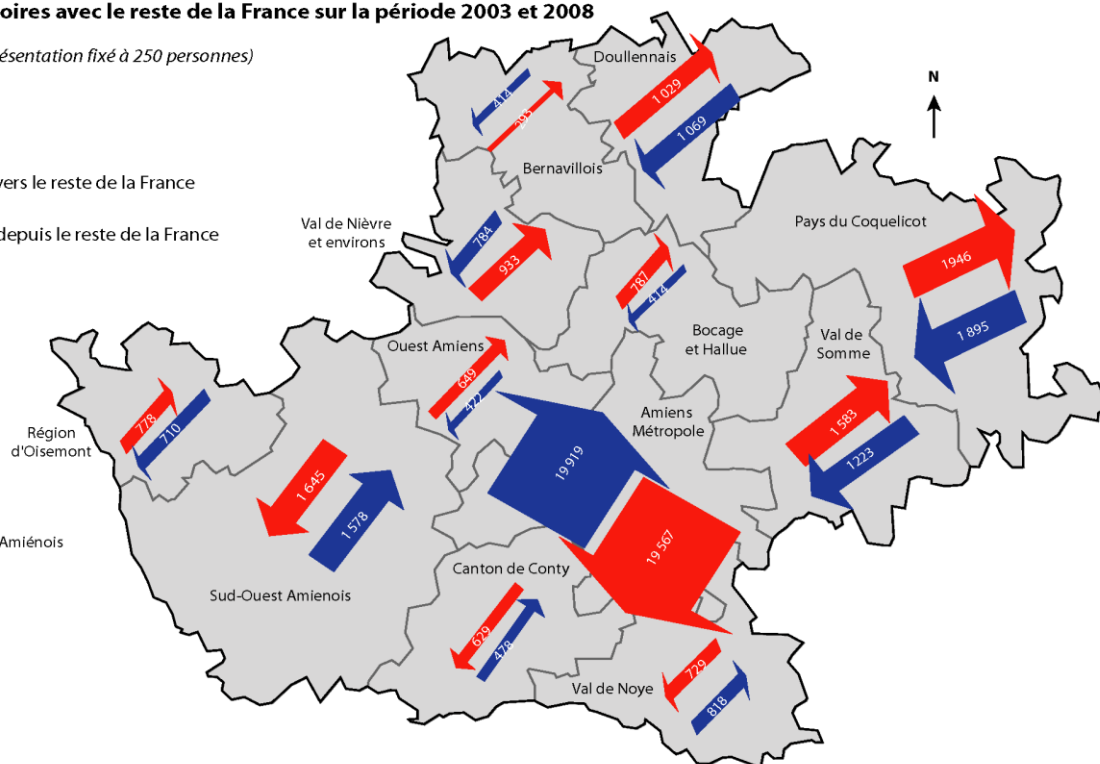 oires avec le reste de la France sur la période 2003 et 2008
ésentation fixé à 250 personnes)
Doullennais
N
414
293
1 029
1 069
Bernavillois
vers le reste de la France
depuis le reste de la France
Val de Nièvre
et environs
784
933
Pays du Coquelicot
1946
1 895
787
414
Bocage
et Hallue
Val de
Somme
Ouest Amiens
649
422
Amiens
Métropole
1 583
1223
Région
d'Oisemont
778
710
1 645
1 578
19 919
19 567
Amiénois
Canton de Conty
Sud-Ouest Amienois
629
478
Val de Noye
729
818